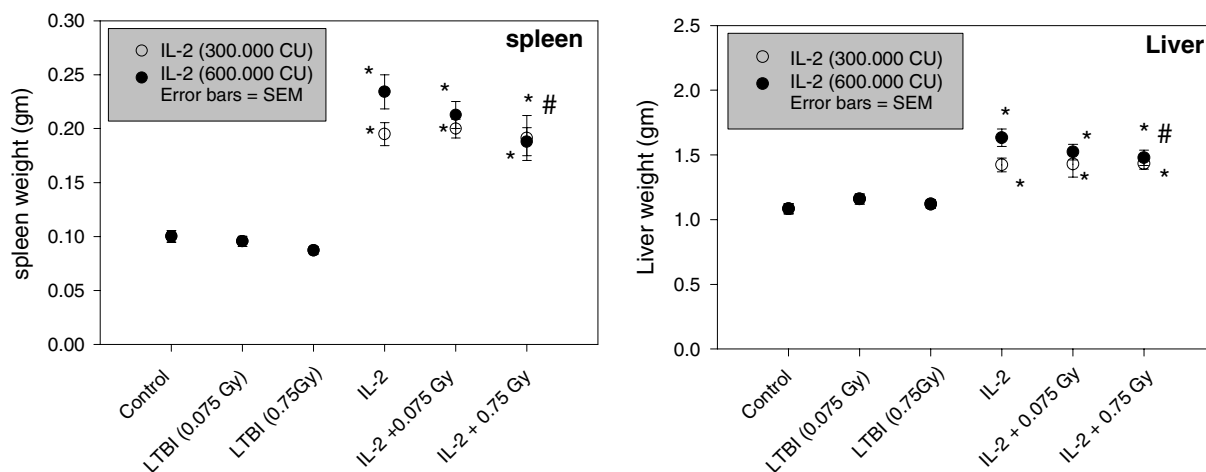 spleen
IL-2 (300.000 CU)
IL-2 (600.000 CU)
Error bars = SEM
spleen weight (gm)
0.30
0.25
0.20
0.15
0.10
0.05
0.00
* * * * * * #
Control
LTBI (0.075 Gy)
LTBI (0.75Gy)
IL-2
IL-2 +0.075 Gy
IL-2 + 0.75 Gy
Liver
IL-2 (300.000 CU)
IL-2 (600.000 CU)
Error bars = SEM
Liver weight (gm)
2.5
2.0
1.5
1.0
0.5
0.0
* * * * * * #
Control
LTBI (0.075 Gy)
LTBI (0.75Gy)
IL-2
IL-2 + 0.075 Gy
IL-2 + 0.75 Gy